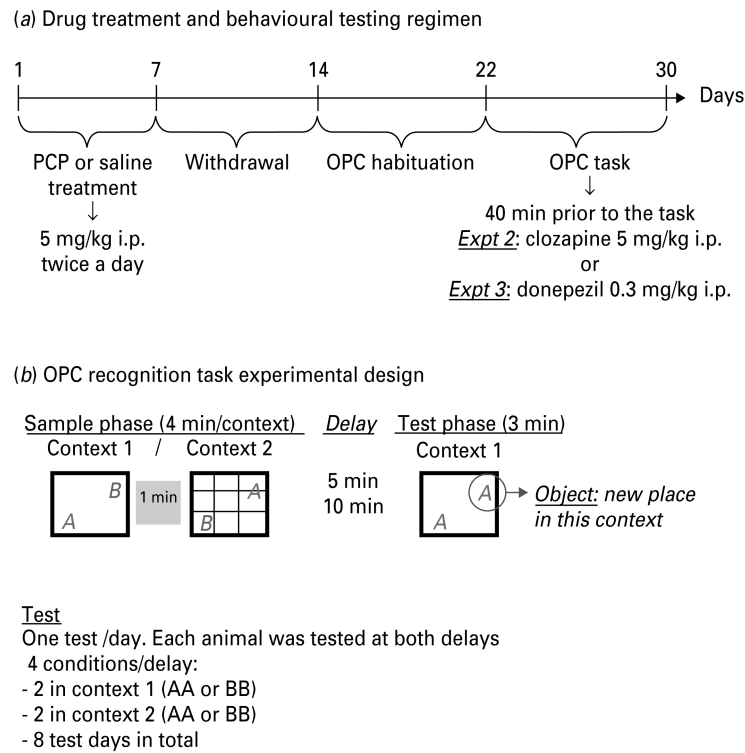 (a) Drug treatment and behavioural testing regimen
1 7 14 22 30
Days
PCP or saline treatment
Withdrawal
OPC habituation
OPC task
↓
5 mg/kg i.p.
twice a day
↓
40 min prior to the task
Expt 2: clozapine 5 mg/kg i.p.
or
Expt 3: donepezil 0.3 mg/kg i.p.
(b) OPC recognition task experimental design
Sample phase (4 min/context) Delay Test phase (3 min)
Context 1 / Context 2
Context 1
B
A
1 min
A
B
5 min
10 min
A
A
Object: new place
in this context
Test
One test /day. Each animal was tested at both delays
4 conditions/delay:
- 2 in context 1 (AA or BB)
- 2 in context 2 (AA or BB)
- 8 test days in total